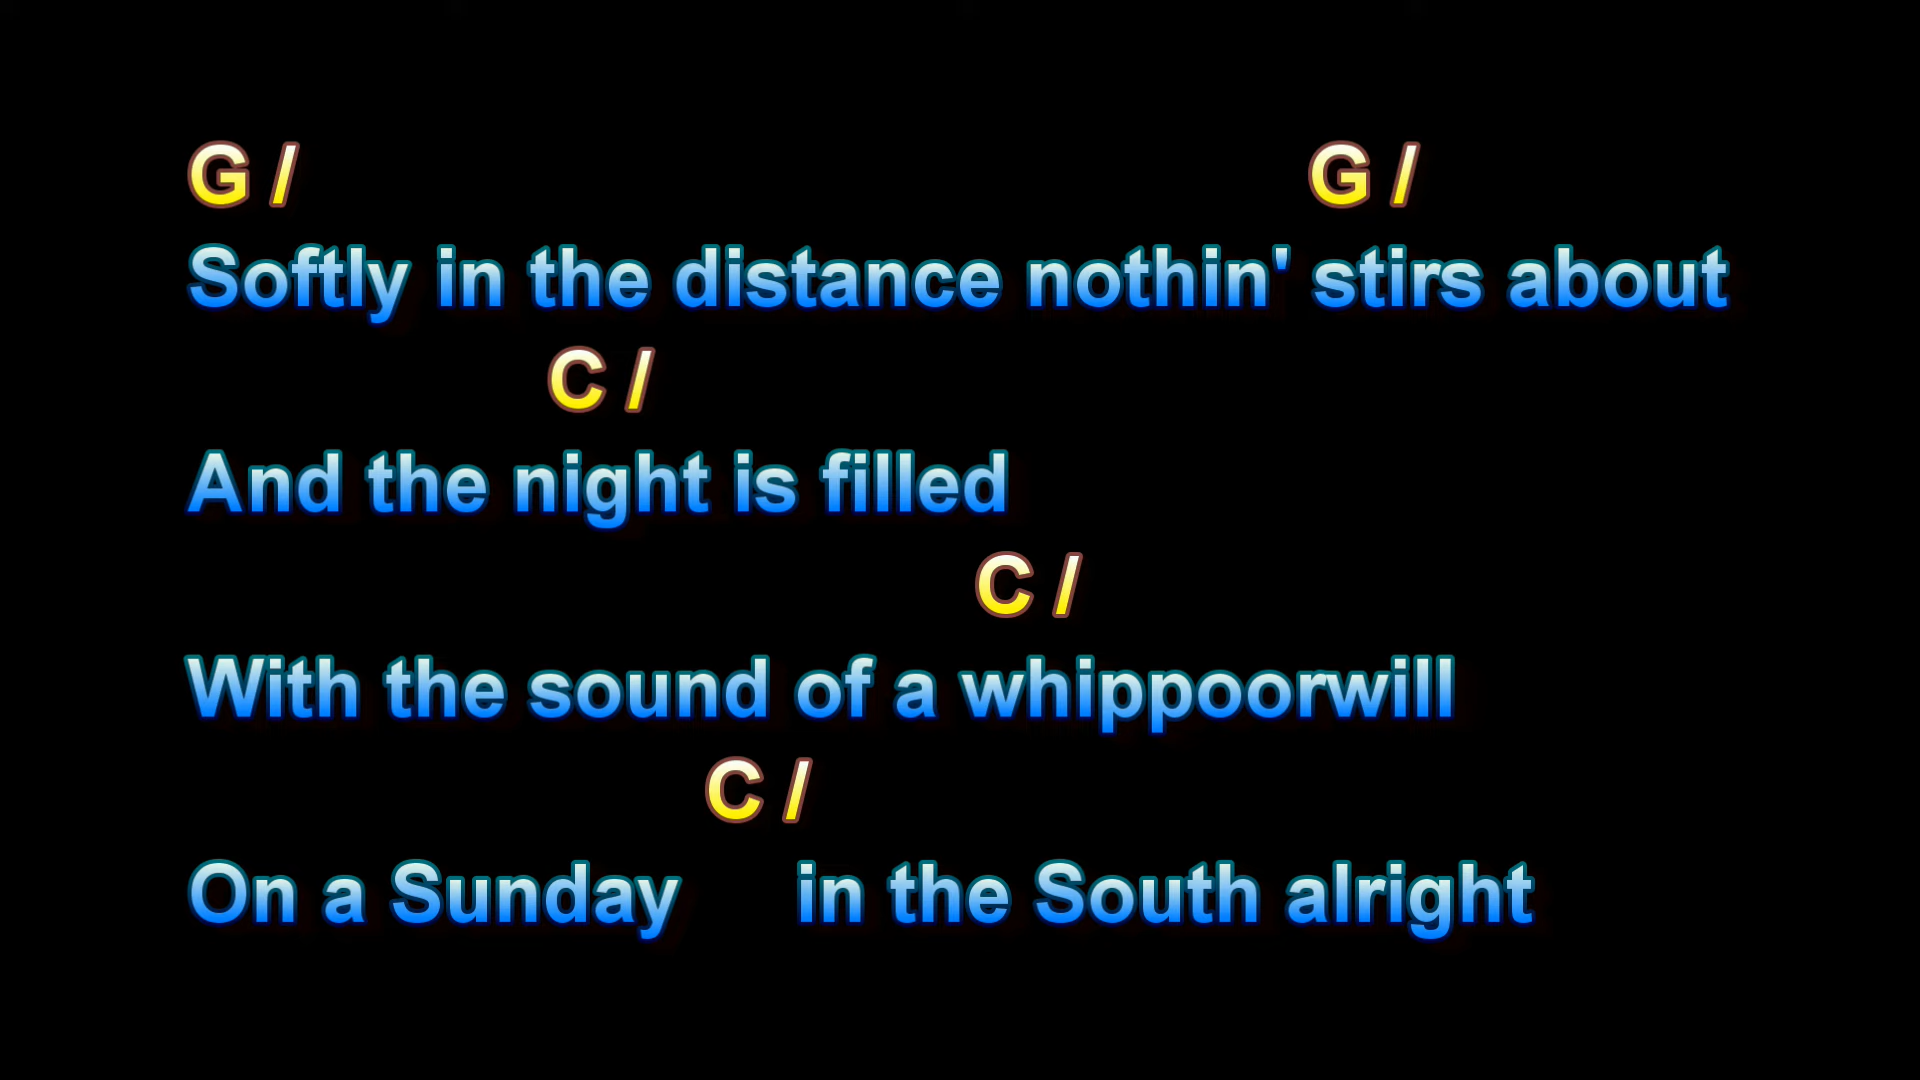 G / G /
Softly in the distance nothin' stirs about
C /
And the night is filled
C /
With the sound of a whippoorwill
C /
On a Sunday in the South alright